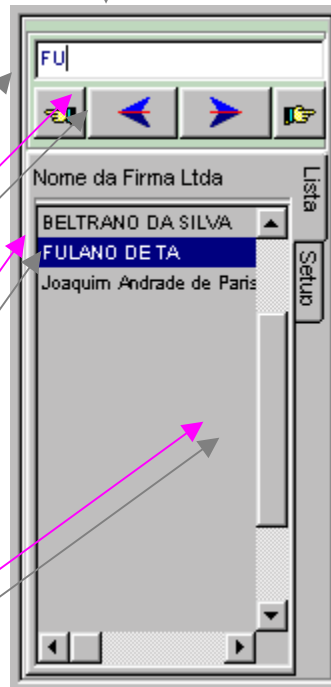 FU
Nome da Firma Ltda
BELTRANO DA SILVA
FULANO DE TA
Joaquim Andrade de Paris
Lista
Setup